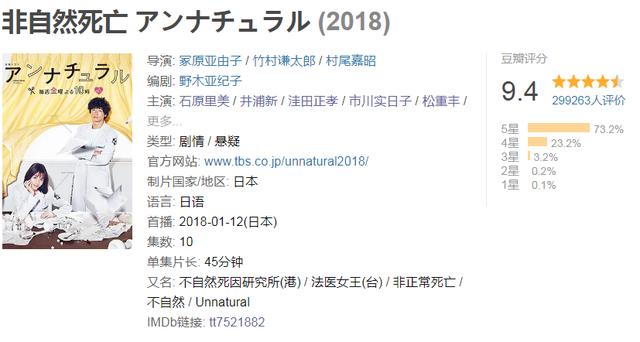 非自然死亡 アンナチュラル (2018)
アンナチュラル
毎週金曜よる10時
导演: 冢原亚由子 / 竹村谦太郎 / 村尾嘉昭
编剧: 野木亚纪子
主演: 石原里美 / 井浦新 / 洼田正孝 / 市川实日子 / 松重丰 /
更多...
类型: 剧情 / 悬疑
官方网站: www.tbs.co.jp/unnatural2018/
制片国家/地区: 日本
语言: 日语
首播: 2018-01-12(日本)
集数: 10
单集片长: 45分钟
又名: 不自然死因研究所(港) / 法医女王(台) / 非正常死亡 /
不自然 / Unnatural
IMDb链接: tt7521882
豆瓣评分
9.4
299263人评价
5星 73.2%
4星 23.2%
3星 3.2%
2星 0.2%
1星 0.1%